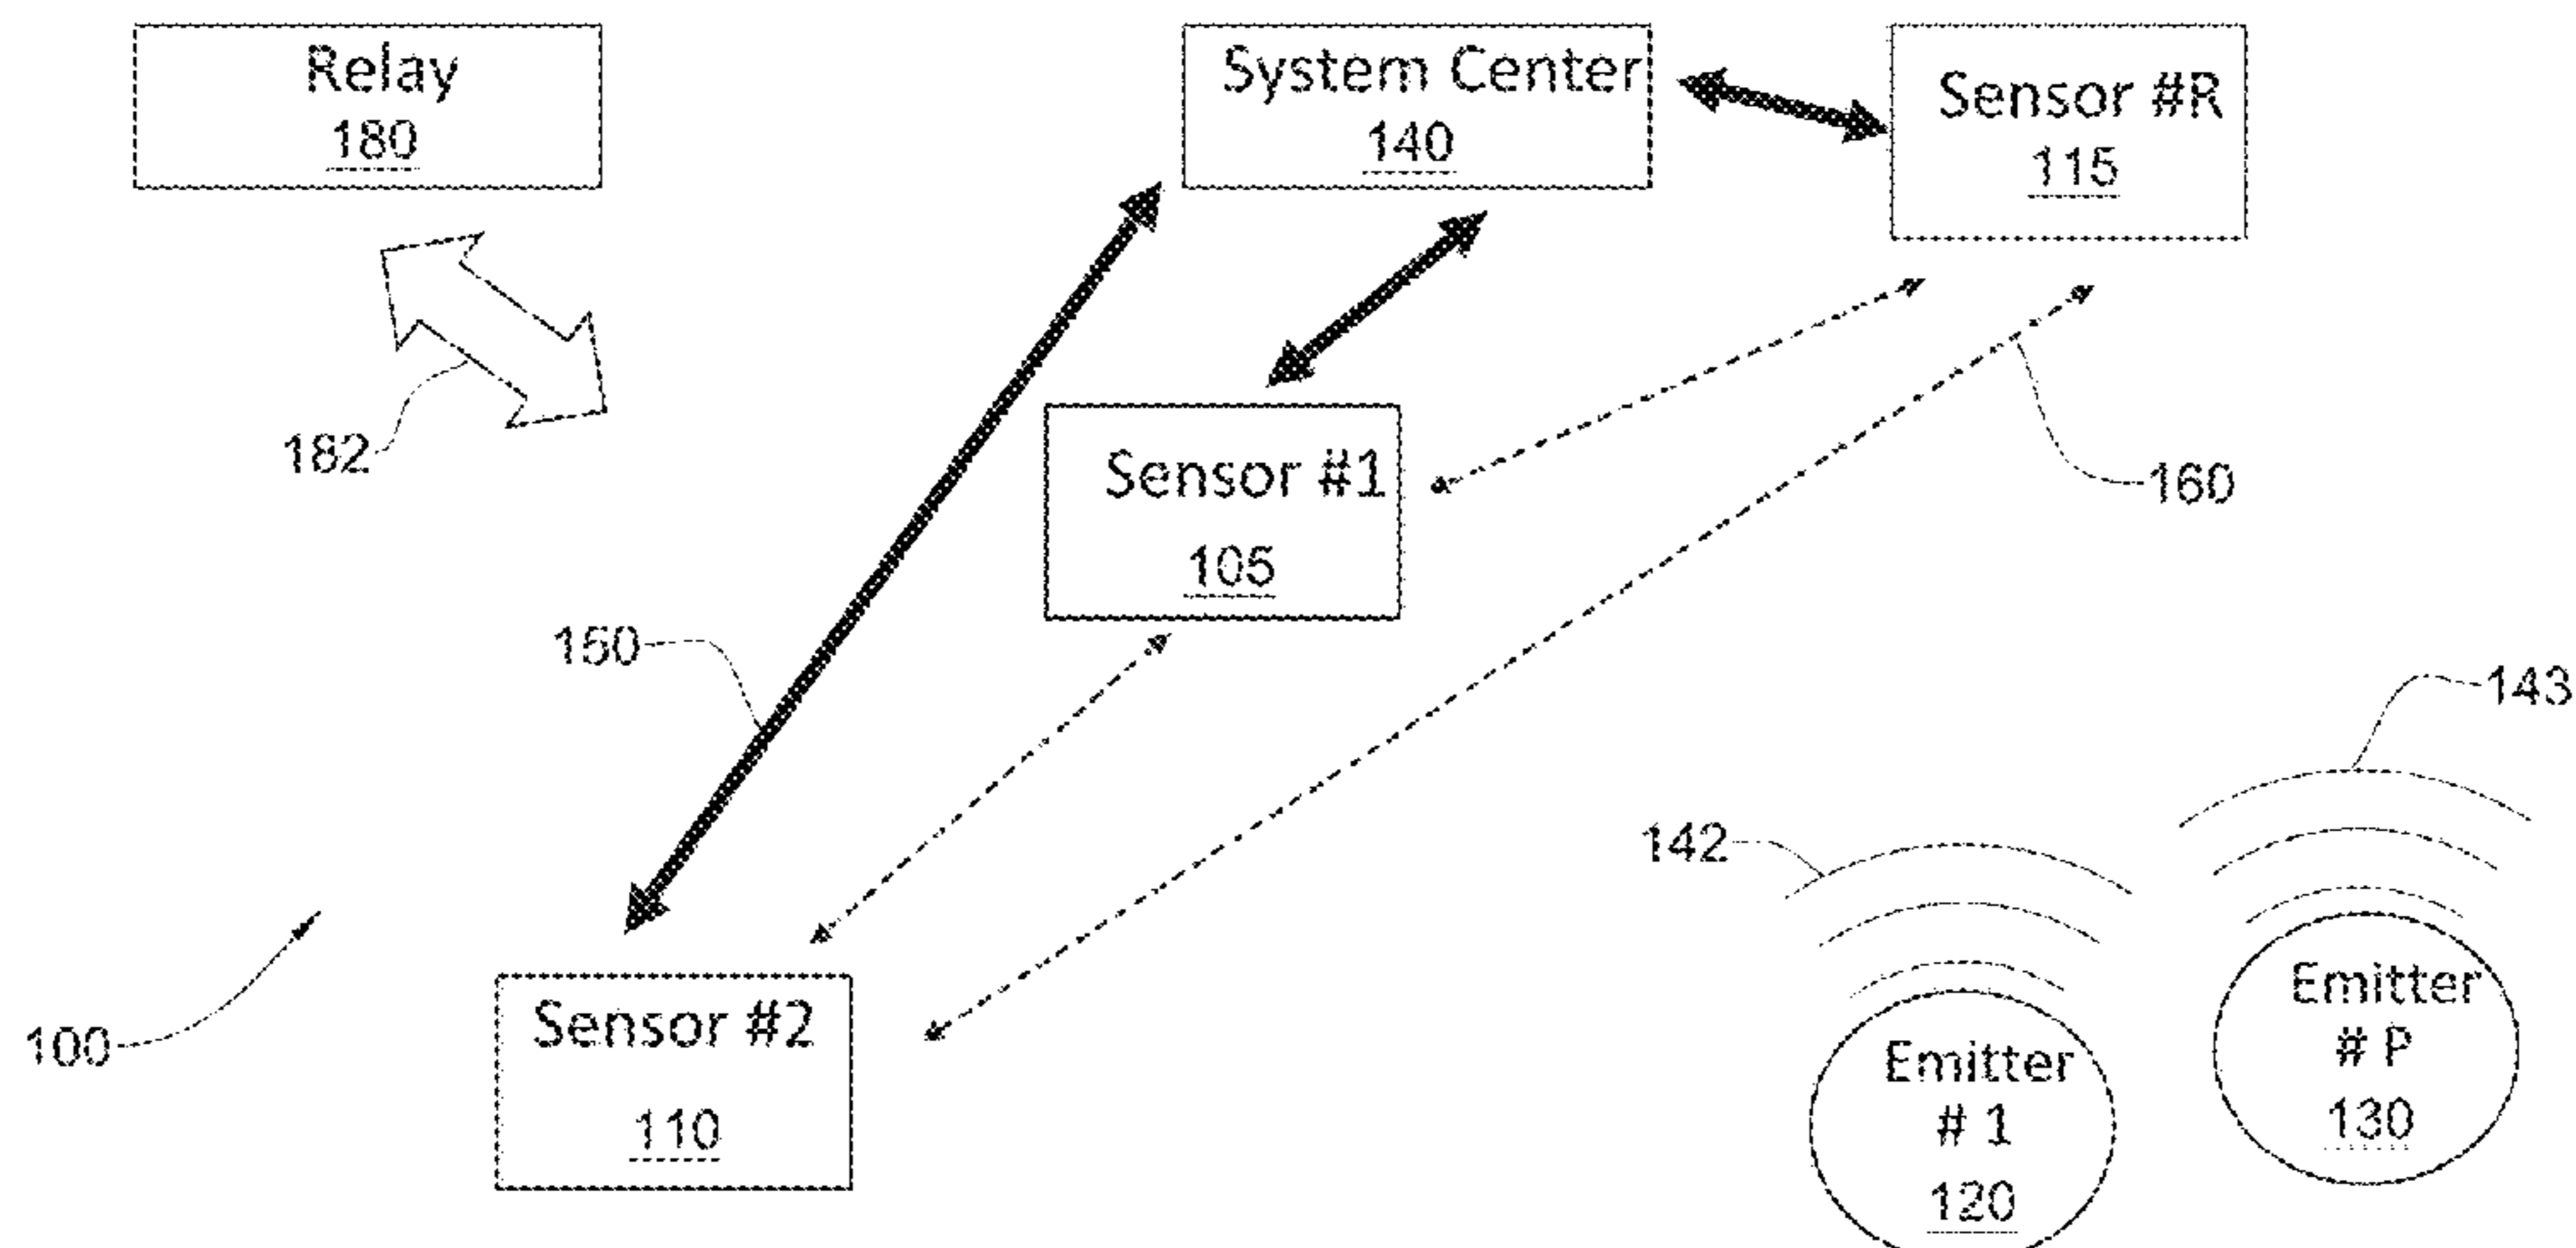 Relay
180
System Center
140
Sensor #R
115
182
Sensor #1
105
160
150
143
142
Sensor #2
110
100
Emitter
# P
130
Emitter
# 1
120